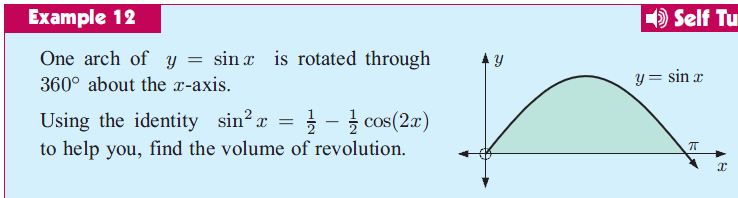 Example 12
Self Tu
One arch of y = sin x is rotated through
360° about the x-axis.
Using the identity sin² x = ½ − ½ cos(2x)
to help you, find the volume of revolution.
y
y = sin x
π
x